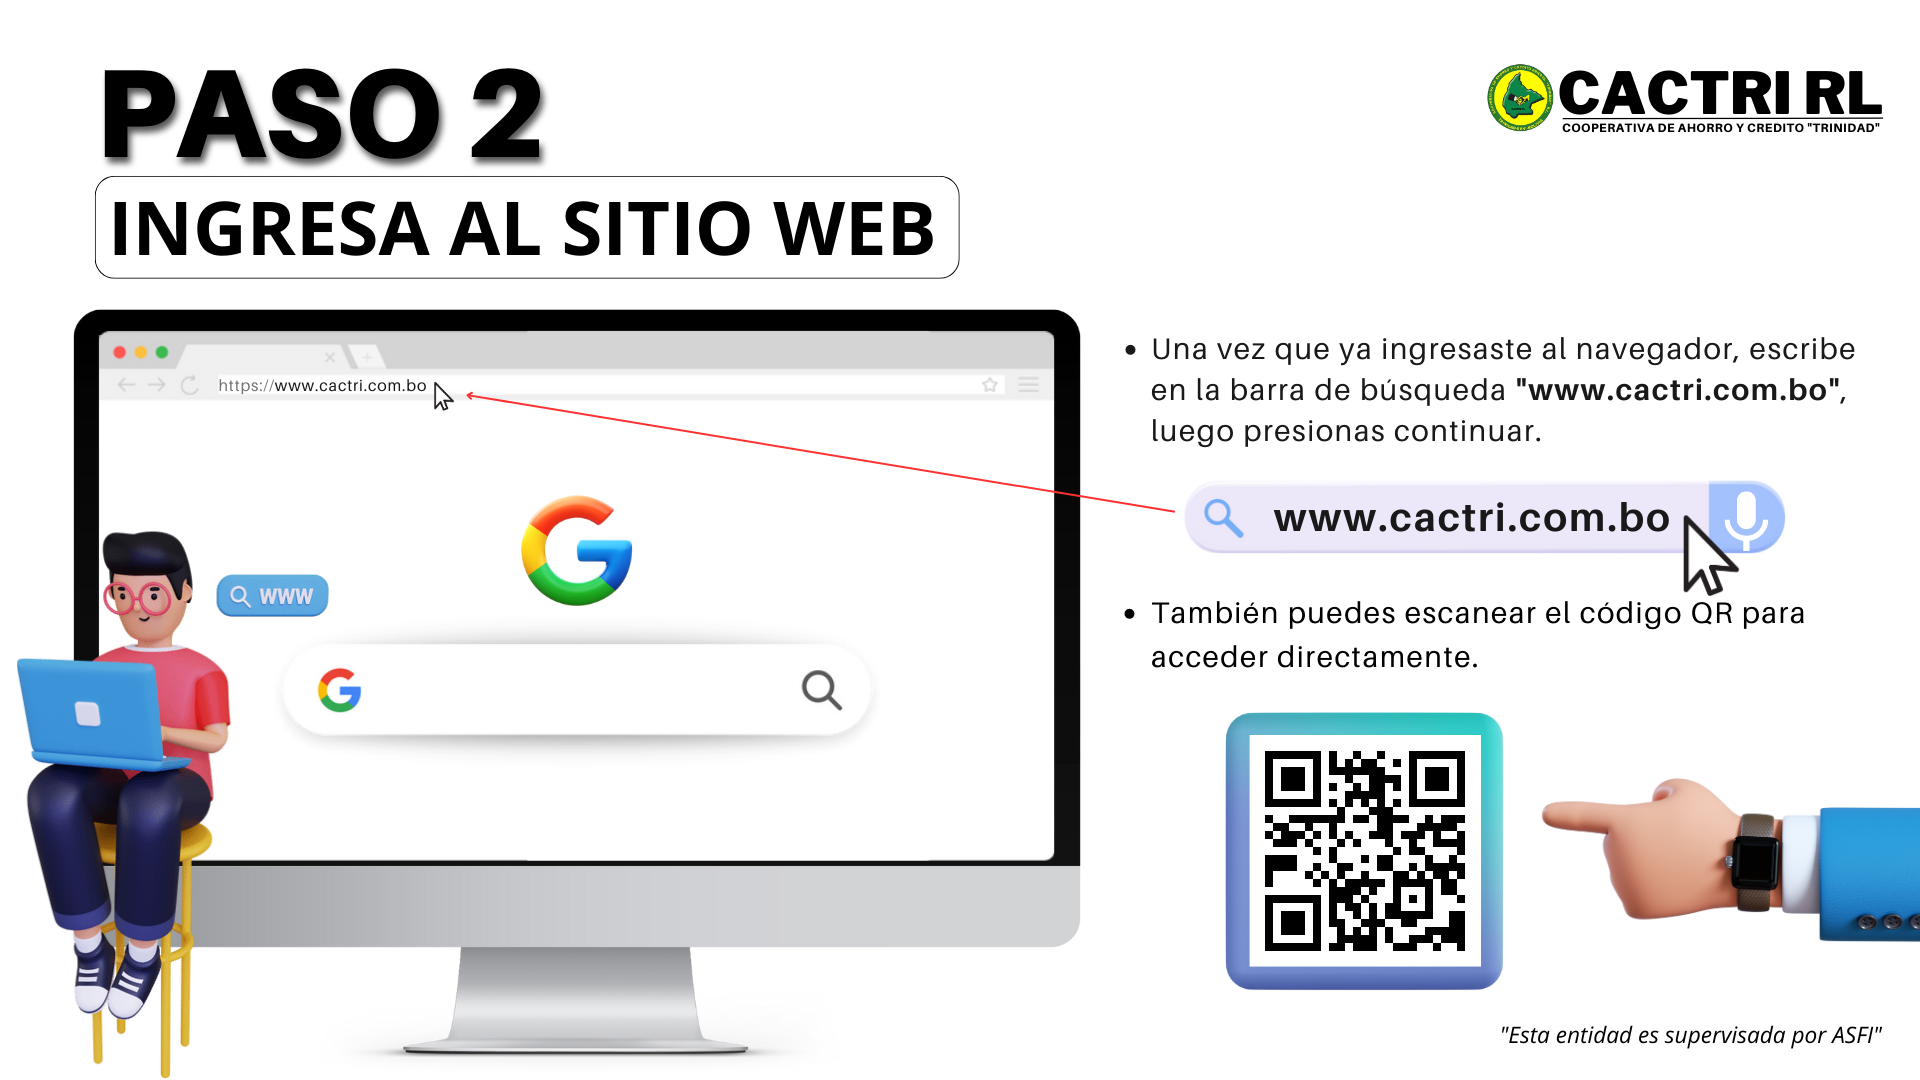 PASO 2
INGRESA AL SITIO WEB
CACTRI RL
COOPERATIVA DE AHORRO Y CREDITO "TRINIDAD"
https://www.cactri.com.bo
WWW
• Una vez que ya ingresaste al navegador, escribe
en la barra de búsqueda "www.cactri.com.bo",
luego presionas continuar.
www.cactri.com.bo
• También puedes escanear el código QR para
acceder directamente.
"Esta entidad es supervisada por ASFI"